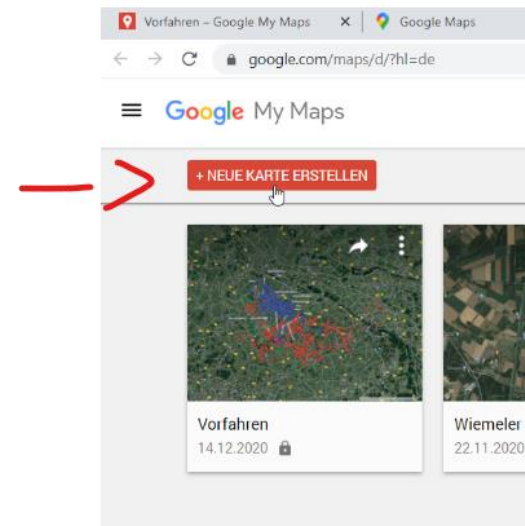 Vorfahren – Google My Maps
Google Maps
google.com/maps/d/?hl=de
Google My Maps
+ NEUE KARTE ERSTELLEN
Vorfahren
Wiemeler
14.12.2020
22.11.2020